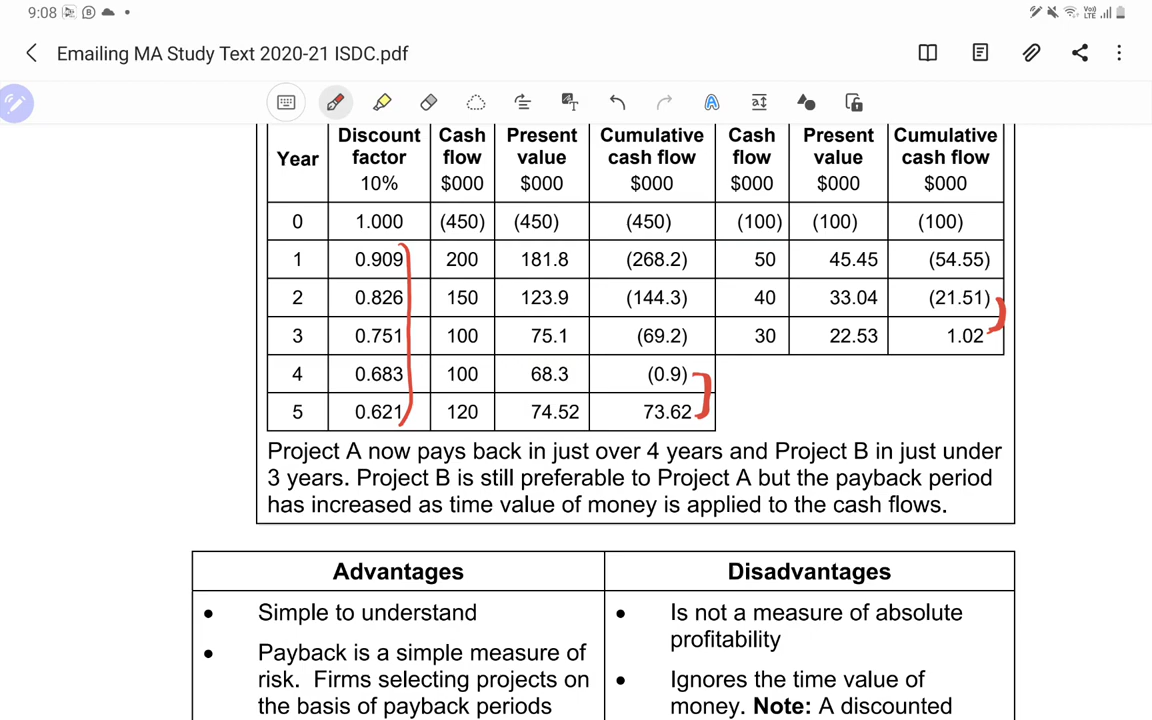 9:08
Emailing MA Study Text 2020-21 ISDC.pdf
Year Discount factor 10% Cash flow $000 Present value $000 Cumulative cash flow $000 Cash flow $000 Present value $000 Cumulative cash flow $000
0 1.000 (450) (450) (450) (100) (100) (100)
1 0.909 200 181.8 (268.2) 50 45.45 (54.55)
2 0.826 150 123.9 (144.3) 40 33.04 (21.51)
3 0.751 100 75.1 (69.2) 30 22.53 1.02
4 0.683 100 68.3 (0.9)
5 0.621 120 74.52 73.62
Project A now pays back in just over 4 years and Project B in just under
3 years. Project B is still preferable to Project A but the payback period
has increased as time value of money is applied to the cash flows.
Advantages
• Simple to understand
• Payback is a simple measure of
risk. Firms selecting projects on
the basis of payback periods
Disadvantages
• Is not a measure of absolute
profitability
• Ignores the time value of
money. Note: A discounted